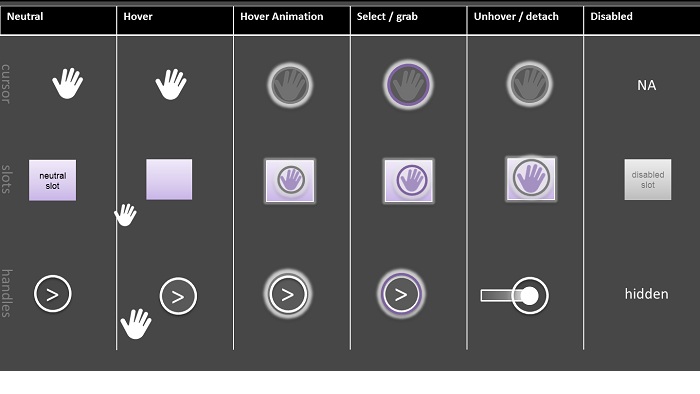 Neutral
Hover
Hover Animation
Select / grab
Unhover / detach
Disabled
cursor
NA
slots
neutral
slot
disabled
slot
handles
>
>
>
>
hidden